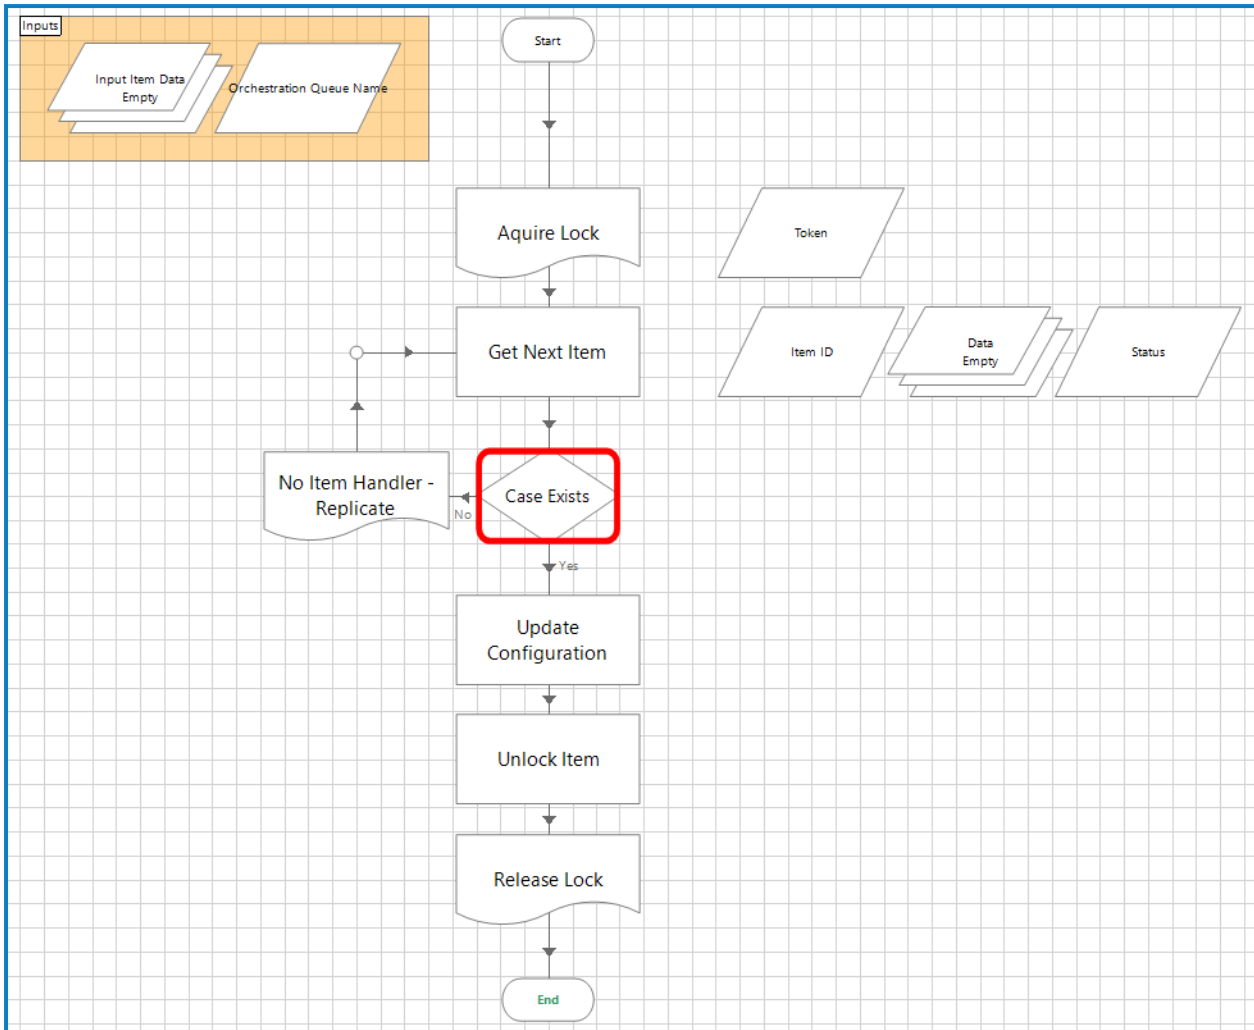 Inputs
Start
Input Item Data
Empty
Orchestration Queue Name
Aquire Lock
Token
Get Next Item
Item ID
Data
Empty
Status
No Item Handler -
Replicate
No
Case Exists
Yes
Update
Configuration
Unlock Item
Release Lock
End